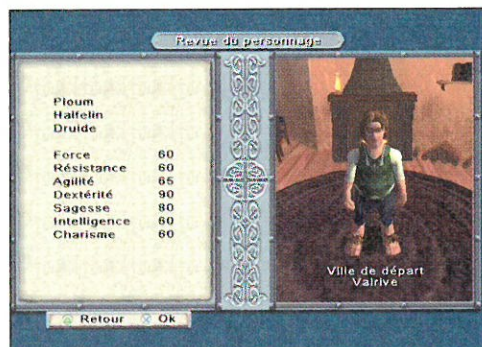 Revue du personnage
Ploum
Halfelin
Druide
Force 60
Résistance 60
Agilité 65
Dextérité 90
Sagesse 80
Intelligence 60
Charisme 60
Ville de départ
Valrive
Retour Ok